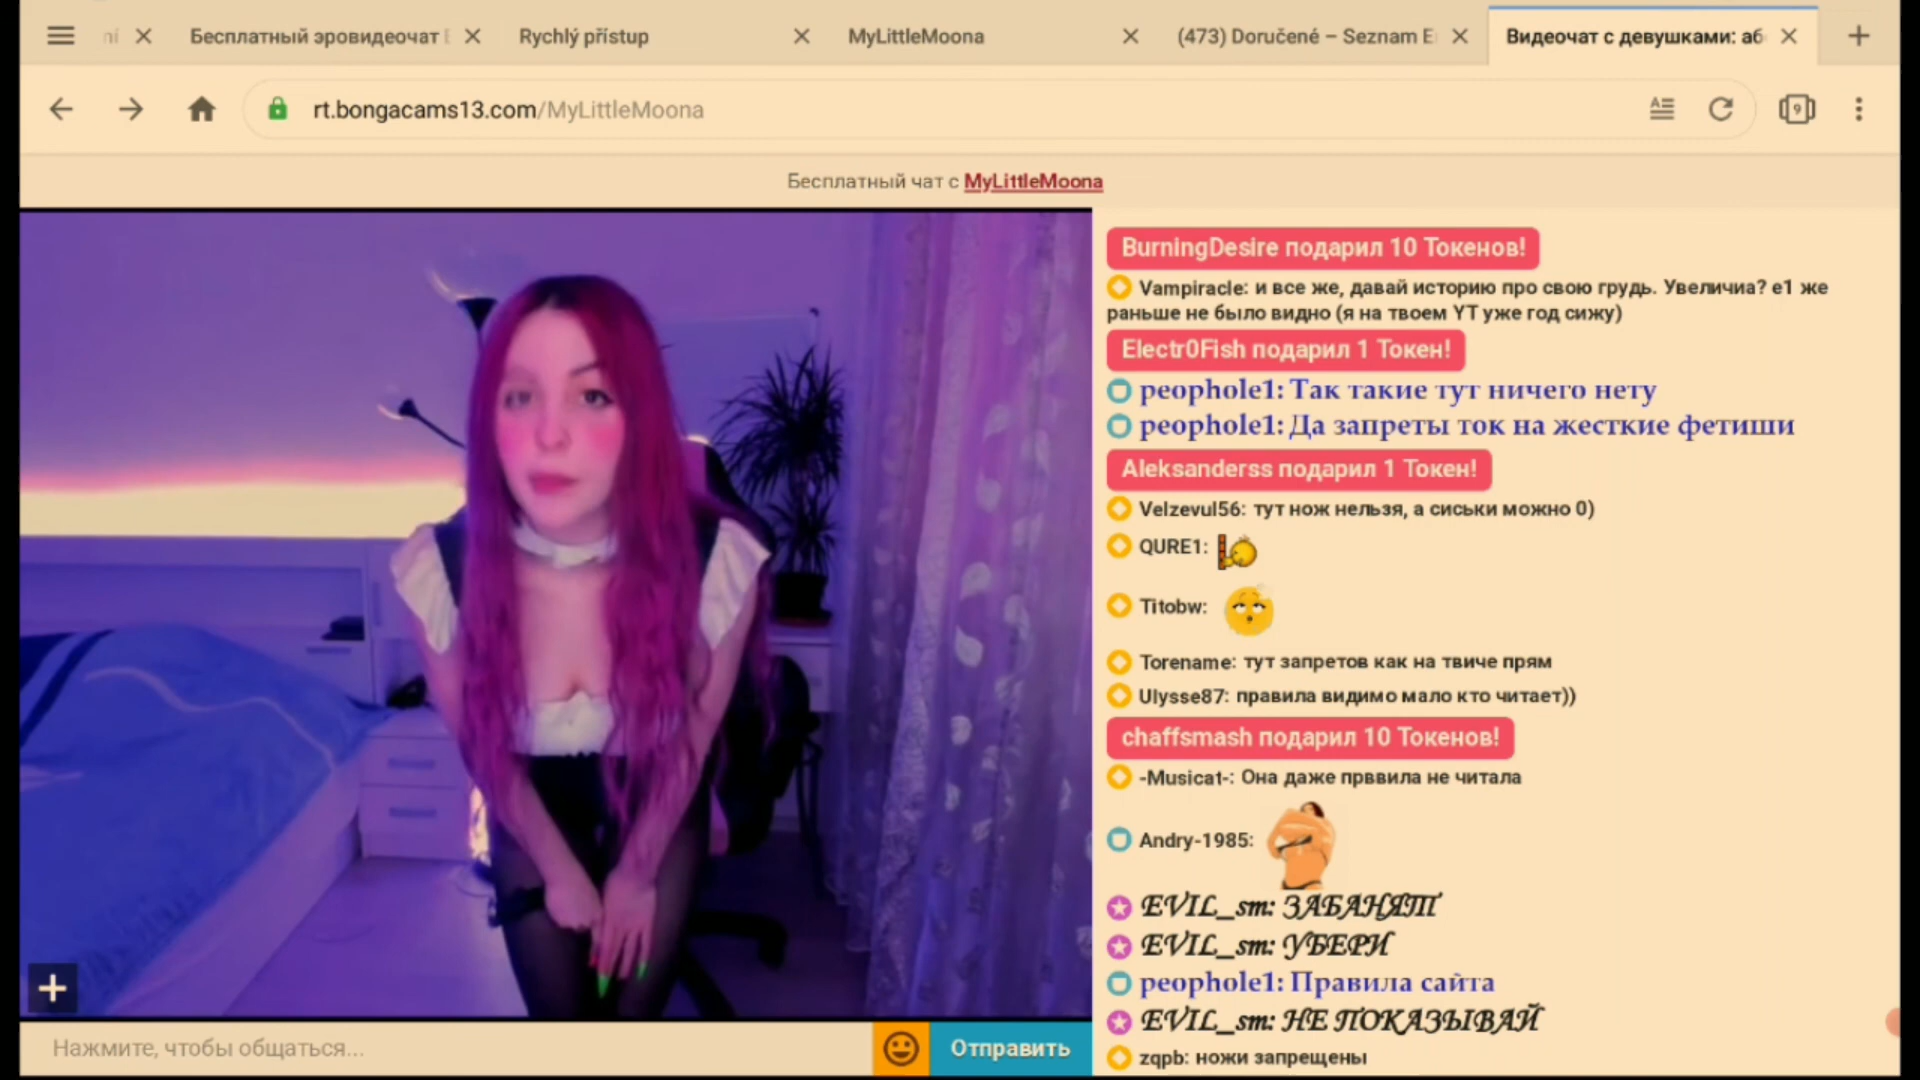 ní
Бесплатный эровидеочат
Rychlý přístup
MyLittleMoona
(473) Doručené – Seznam E
Видеочат с девушками: аб
rt.bongacams13.com/MyLittleMoona
9
Бесплатный чат с MyLittleMoona
BurningDesire подарил 10 Токенов!
Vampiracle: и все же, давай историю про свою грудь. Увеличиа? е1 же
раньше не было видно (я на твоем YT уже год сижу)
Electr0Fish подарил 1 Токен!
peophole1: Так такие тут ничего нету
peophole1: Да запреты ток на жесткие фетиши
Aleksanderss подарил 1 Токен!
Velzevul56: тут нож нельзя, а сиськи можно 0)
QURE1:
Titobw:
Torename: тут запретов как на твиче прям
Ulysse87: правила видимо мало кто читает))
chaffsmash подарил 10 Токенов!
-Musicat-: Она даже прввила не читала
Andry-1985:
EVIL_sm: ЗАБАНЯТ
EVIL_sm: УБЕРИ
peophole1: Правила сайта
EVIL_sm: НЕ ПОКАЗЫВАЙ
zqpb: ножи запрещены
Нажмите, чтобы общаться...
Отправить